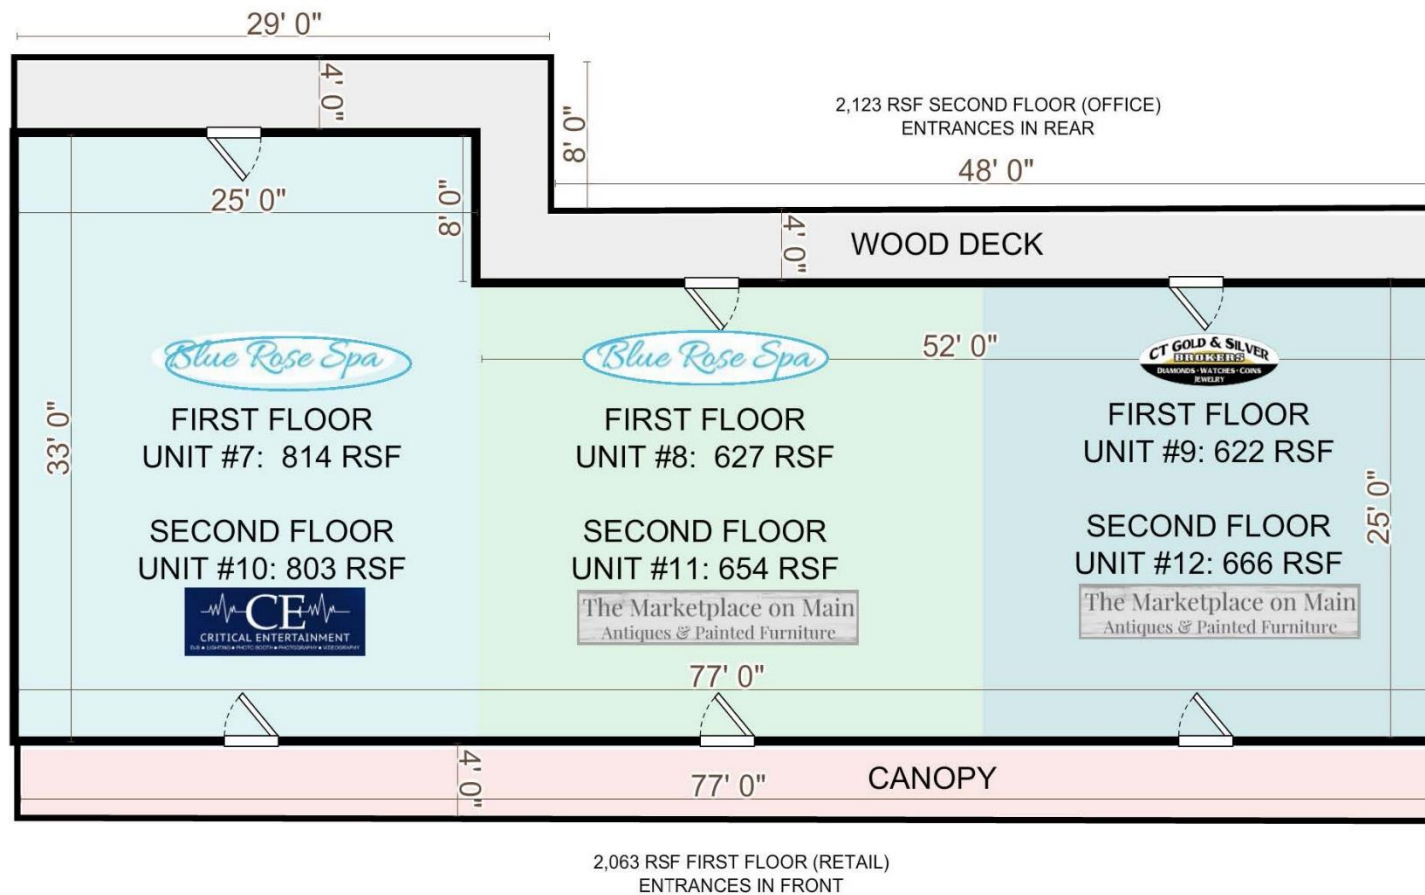 29' 0"
4' 0"
8' 0"
2,123 RSF SECOND FLOOR (OFFICE)
ENTRANCES IN REAR
48' 0"
25' 0"
8' 0"
4' 0"
WOOD DECK
52' 0"
Blue Rose Spa
FIRST FLOOR
UNIT #7: 814 RSF
SECOND FLOOR
UNIT #10: 803 RSF
CE
CRITICAL ENTERTAINMENT
DJS • LIGHTING • PHOTO BOOTH • PHOTOGRAPHY • VIDEOGRAPHY
33' 0"
Blue Rose Spa
FIRST FLOOR
UNIT #8: 627 RSF
SECOND FLOOR
UNIT #11: 654 RSF
The Marketplace on Main
Antiques & Painted Furniture
CT GOLD & SILVER
BROKERS
DIAMONDS • WATCHES • COINS
JEWELRY
FIRST FLOOR
UNIT #9: 622 RSF
SECOND FLOOR
UNIT #12: 666 RSF
The Marketplace on Main
Antiques & Painted Furniture
25' 0"
77' 0"
4' 0"
77' 0"
CANOPY
2,063 RSF FIRST FLOOR (RETAIL)
ENTRANCES IN FRONT